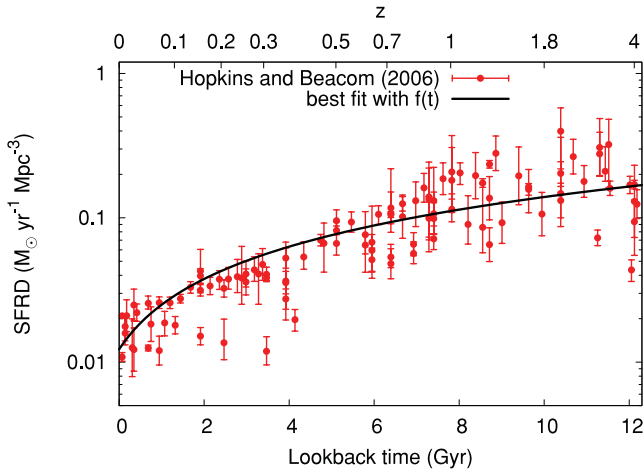 z
0 0.1 0.2 0.3 0.5 0.7 1 1.8 4
1
Hopkins and Beacom (2006)
best fit with f(t)
0.1
0.01
SFRD (M⊙ yr-1 Mpc-3)
0 2 4 6 8 10 12
Lookback time (Gyr)